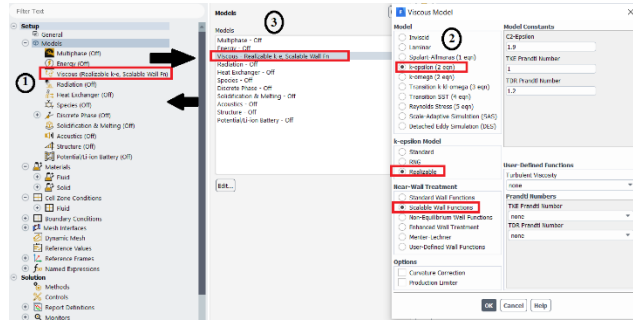 Filter Text
Setup
General
Models
Multiphase (Off)
Energy (Off)
Viscous (Realizable k-e, Scalable Wall Fn)
Radiation (Off)
Heat Exchanger (Off)
Species (Off)
Discrete Phase (Off)
Solidification & Melting (Off)
Acoustics (Off)
Structure (Off)
Potential/Li-ion Battery (Off)
Materials
Fluid
Solid
Cell Zone Conditions
Fluid
Boundary Conditions
Mesh Interfaces
Dynamic Mesh
Reference Values
Reference Frames
Named Expressions
Solution
Methods
Controls
Report Definitions
Monitors
1
Models
3
Models
Multiphase - Off
Energy - Off
Viscous - Realizable k-e, Scalable Wall Fn
Radiation - Off
Heat Exchanger - Off
Species - Off
Discrete Phase - Off
Solidification & Melting - Off
Acoustics - Off
Structure - Off
Potential/Li-ion Battery - Off
Edit...
Viscous Model
2
Model
Inviscid
Laminar
Spalart-Allmaras (1 eqn)
k-epsilon (2 eqn)
k-omega (2 eqn)
Transition k-kl-omega (3 eqn)
Transition SST (4 eqn)
Reynolds Stress (5 eqn)
Scale-Adaptive Simulation (SAS)
Detached Eddy Simulation (DES)
k-epsilon Model
Standard
RNG
Realizable
Near-Wall Treatment
Standard Wall Functions
Scalable Wall Functions
Non-Equilibrium Wall Functions
Enhanced Wall Treatment
Menter-Lechner
User-Defined Wall Functions
Options
Curvature Correction
Production Limiter
Model Constants
C2-Epsilon
1.9
TKE Prandtl Number
1
TDR Prandtl Number
1.2
User-Defined Functions
Turbulent Viscosity
none
Prandtl Numbers
TKE Prandtl Number
none
TDR Prandtl Number
none
OK Cancel Help